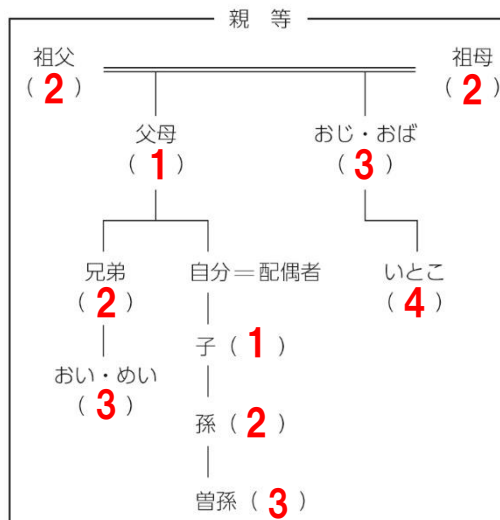 親 等
祖父 祖母
( 2 ) ( 2 )
父母 おじ・おば
( 1 ) ( 3 )
兄弟 自分=配偶者 いとこ
( 2 ) ( 4 )
子 ( 1 )
おい・めい
( 3 )
孫 ( 2 )
曽孫 ( 3 )